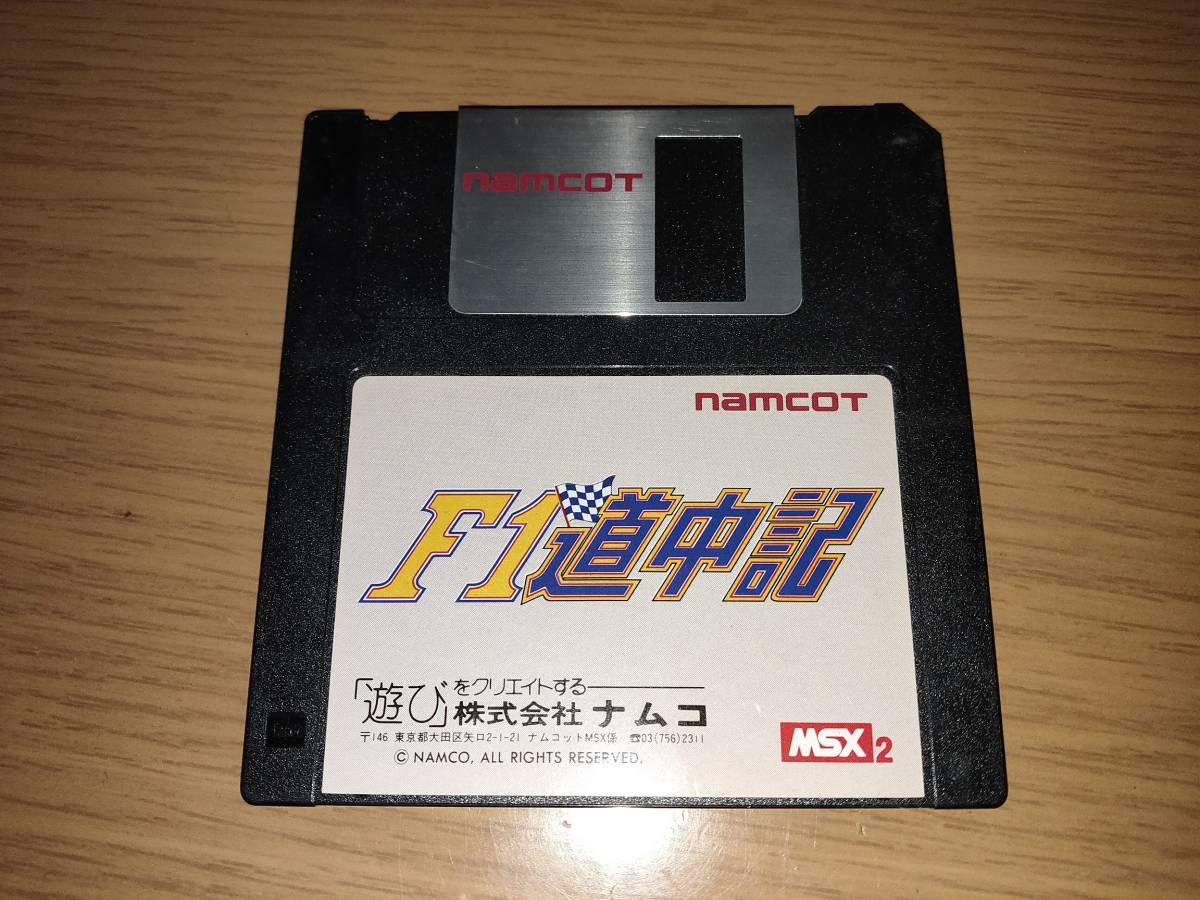 namcoT
namcoT
F1道中記
「遊び」をクリエイトする
株式会社ナムコ
〒146 東京都大田区矢口2-1-21 ナムコットMSX係 ☎03(756)2311
© NAMCO, ALL RIGHTS RESERVED.
MSX 2